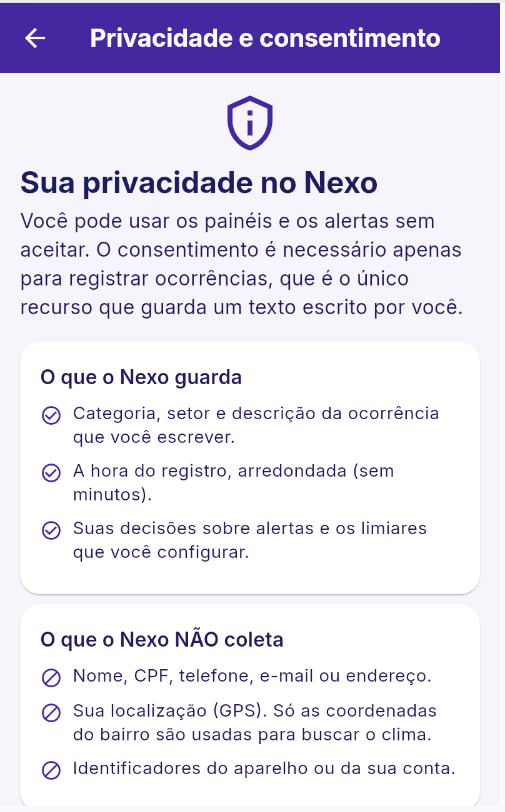 Privacidade e consentimento
Sua privacidade no Nexo
Você pode usar os painéis e os alertas sem
aceitar. O consentimento é necessário apenas
para registrar ocorrências, que é o único
recurso que guarda um texto escrito por você.
O que o Nexo guarda
Categoria, setor e descrição da ocorrência
que você escrever.
A hora do registro, arredondada (sem
minutos).
Suas decisões sobre alertas e os limiares
que você configurar.
O que o Nexo NÃO coleta
Nome, CPF, telefone, e-mail ou endereço.
Sua localização (GPS). Só as coordenadas
do bairro são usadas para buscar o clima.
Identificadores do aparelho ou da sua conta.